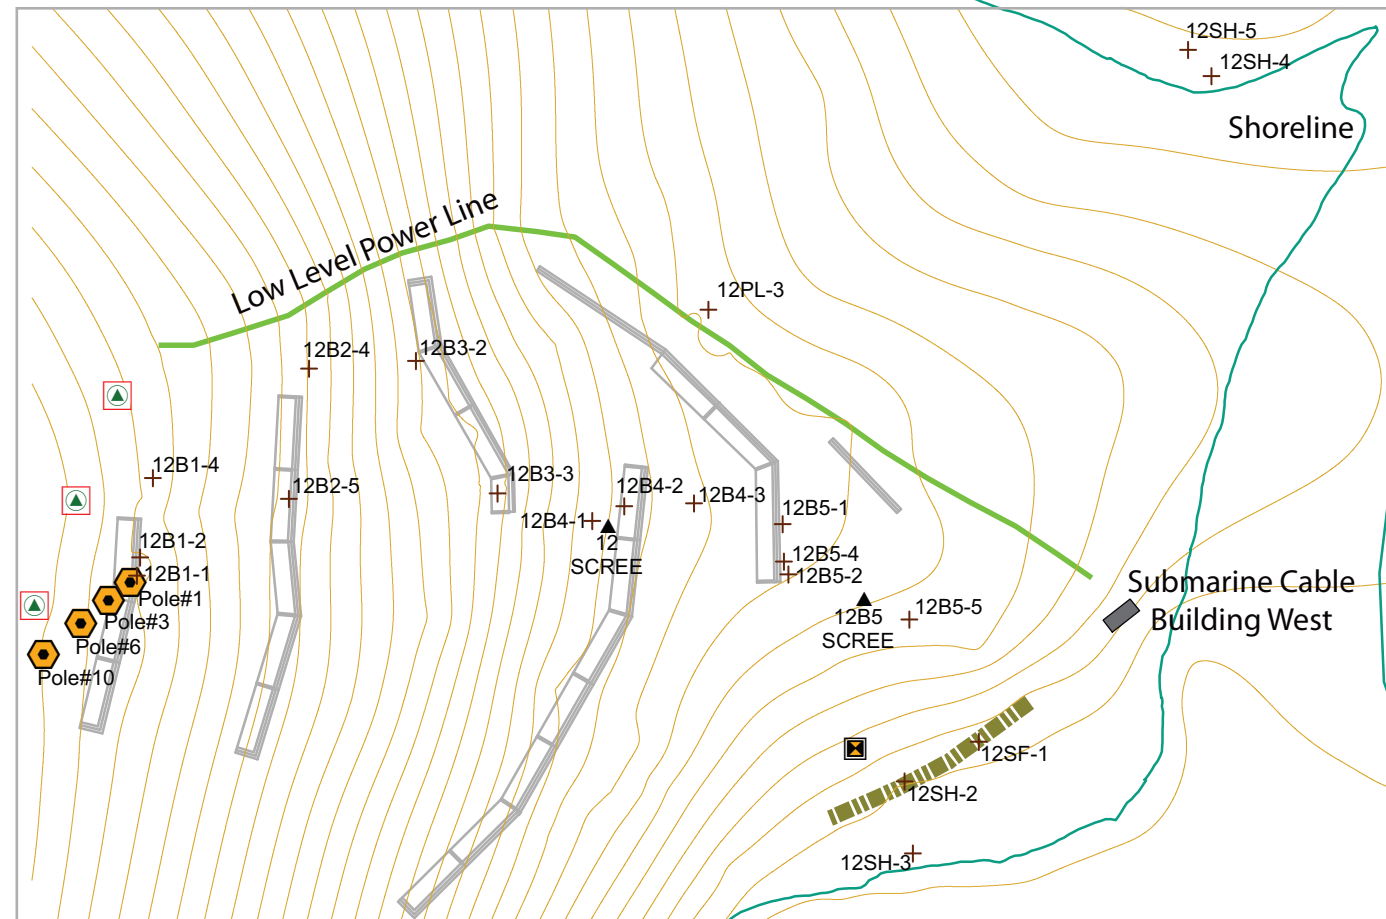 12SH-5
12SH-4
Shoreline
Low Level Power Line
12PL-3
12B2-4
12B3-2
12B1-4
12B2-5
12B3-3
12B4-2
12B4-3
12B4-1
12B5-1
12
SCREE
12B1-2
12B5-4
12B1-1
12B5-2
Pole#1
Submarine Cable
Building West
12B5
SCREE
12B5-5
Pole#3
Pole#6
Pole#10
12SF-1
12SH-2
12SH-3